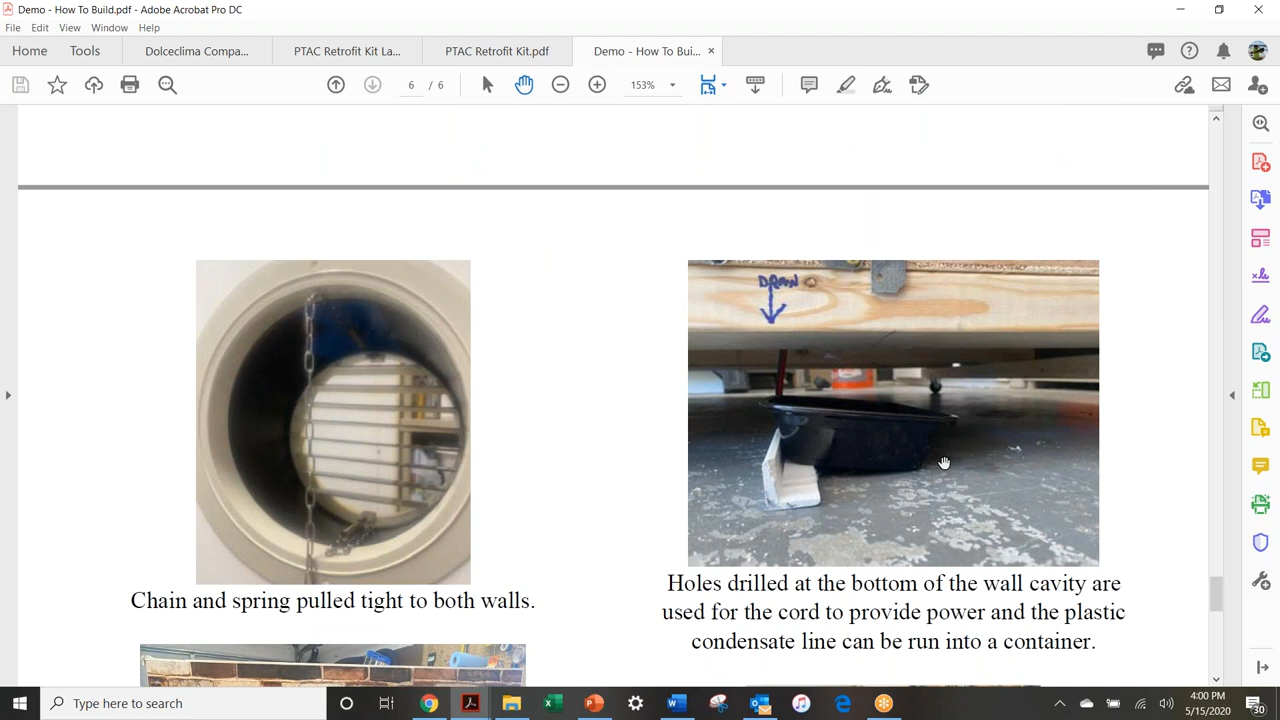 Demo - How To Build.pdf - Adobe Acrobat Pro DC
File Edit View Window Help
Home Tools Dolceclima Compa... PTAC Retrofit Kit La... PTAC Retrofit Kit.pdf Demo - How To Bui... ×
6 / 6 153%
DRAIN
Chain and spring pulled tight to both walls.
Holes drilled at the bottom of the wall cavity are
used for the cord to provide power and the plastic
condensate line can be run into a container.
Type here to search
4:00 PM
5/15/2020
30